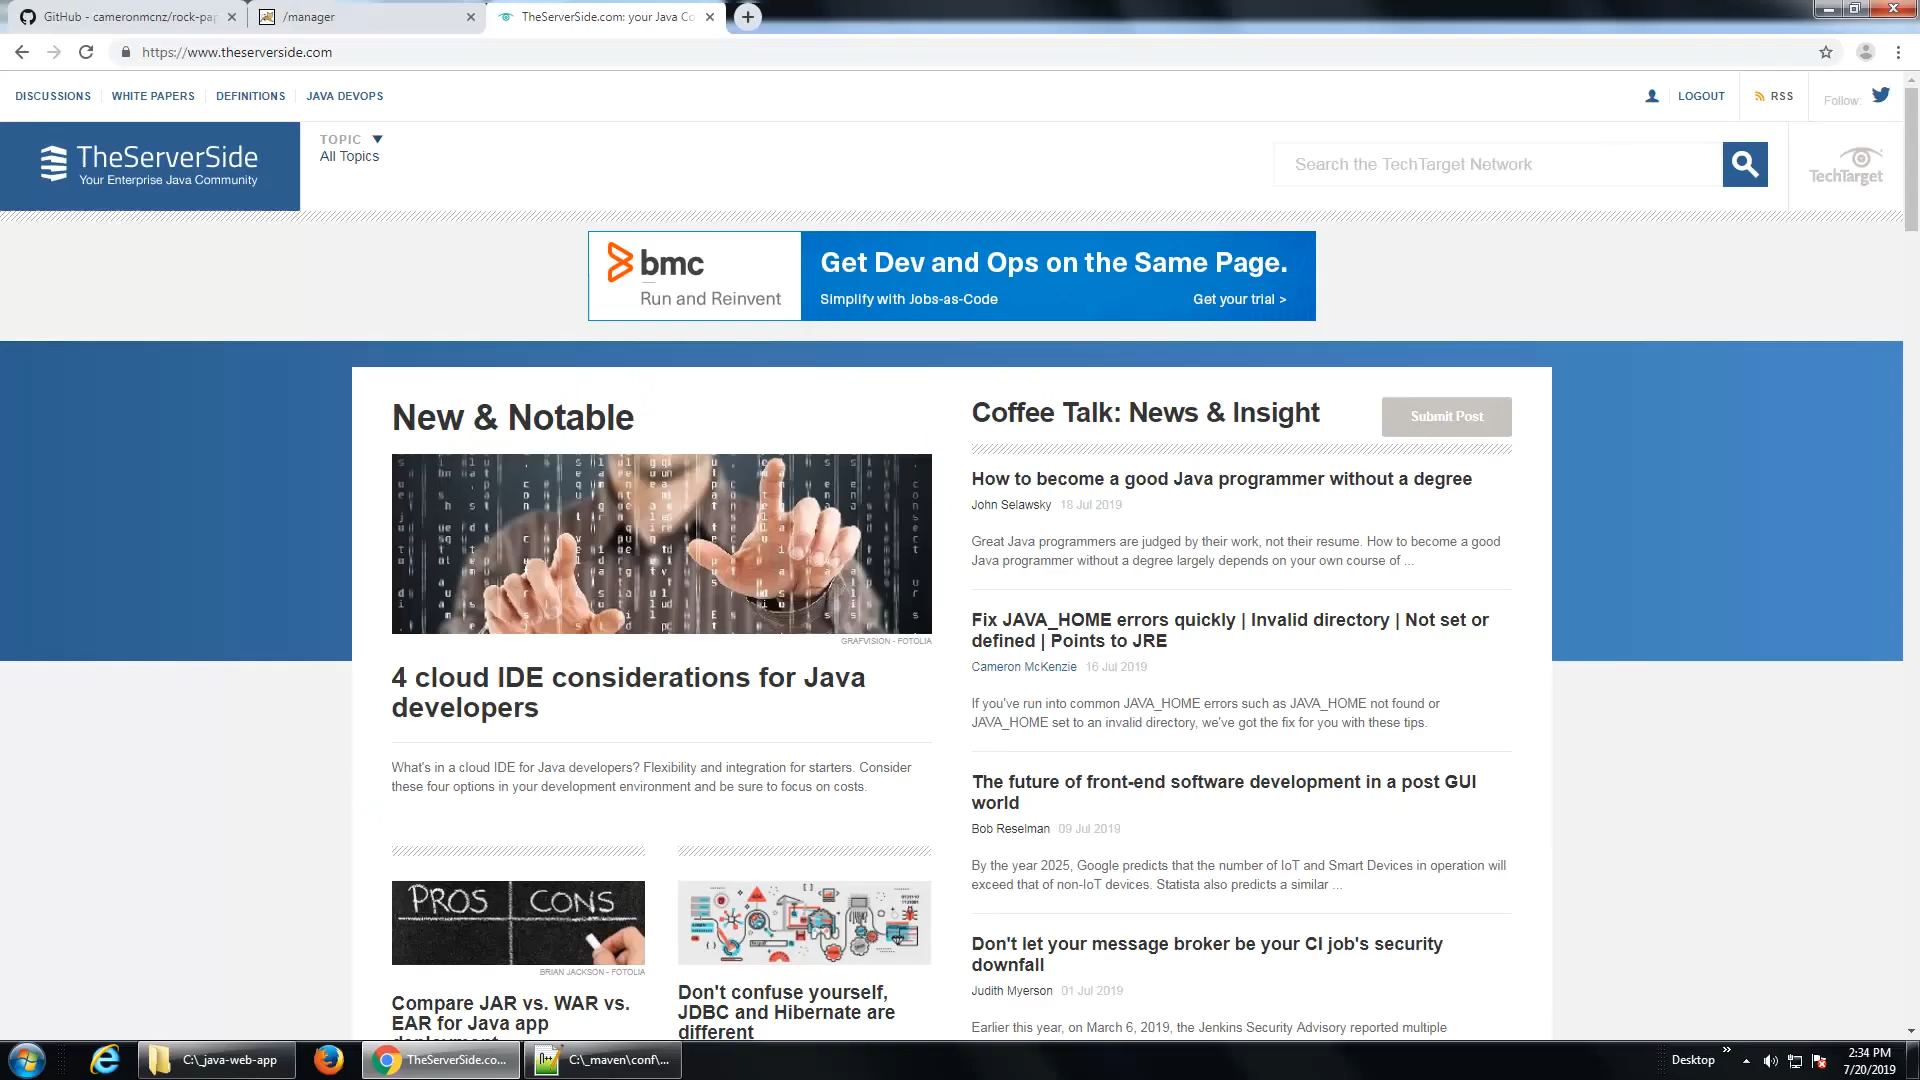 GitHub - cameronmcnz/rock-pap
/manager
TheServerSide.com: your Java Co
https://www.theserverside.com
DISCUSSIONS
WHITE PAPERS
DEFINITIONS
JAVA DEVOPS
LOGOUT
RSS
Follow:
TheServerSide
Your Enterprise Java Community
TOPIC
All Topics
Search the TechTarget Network
TechTarget
bmc
Run and Reinvent
Get Dev and Ops on the Same Page.
Simplify with Jobs-as-Code
Get your trial >
New & Notable
GRAFVISION - FOTOLIA
4 cloud IDE considerations for Java
developers
What's in a cloud IDE for Java developers? Flexibility and integration for starters. Consider
these four options in your development environment and be sure to focus on costs.
PROS CONS
BRIAN JACKSON - FOTOLIA
Compare JAR vs. WAR vs.
EAR for Java app
deployment
Don't confuse yourself,
JDBC and Hibernate are
different
Coffee Talk: News & Insight
Submit Post
How to become a good Java programmer without a degree
John Selawsky 18 Jul 2019
Great Java programmers are judged by their work, not their resume. How to become a good
Java programmer without a degree largely depends on your own course of ...
Fix JAVA_HOME errors quickly | Invalid directory | Not set or
defined | Points to JRE
Cameron McKenzie 16 Jul 2019
If you've run into common JAVA_HOME errors such as JAVA_HOME not found or
JAVA_HOME set to an invalid directory, we've got the fix for you with these tips.
The future of front-end software development in a post GUI
world
Bob Reselman 09 Jul 2019
By the year 2025, Google predicts that the number of IoT and Smart Devices in operation will
exceed that of non-IoT devices. Statista also predicts a similar ...
Don't let your message broker be your CI job's security
downfall
Judith Myerson 01 Jul 2019
Earlier this year, on March 6, 2019, the Jenkins Security Advisory reported multiple
C:\_java-web-app
TheServerSide.co...
C:\_maven\conf\...
Desktop
2:34 PM
7/20/2019